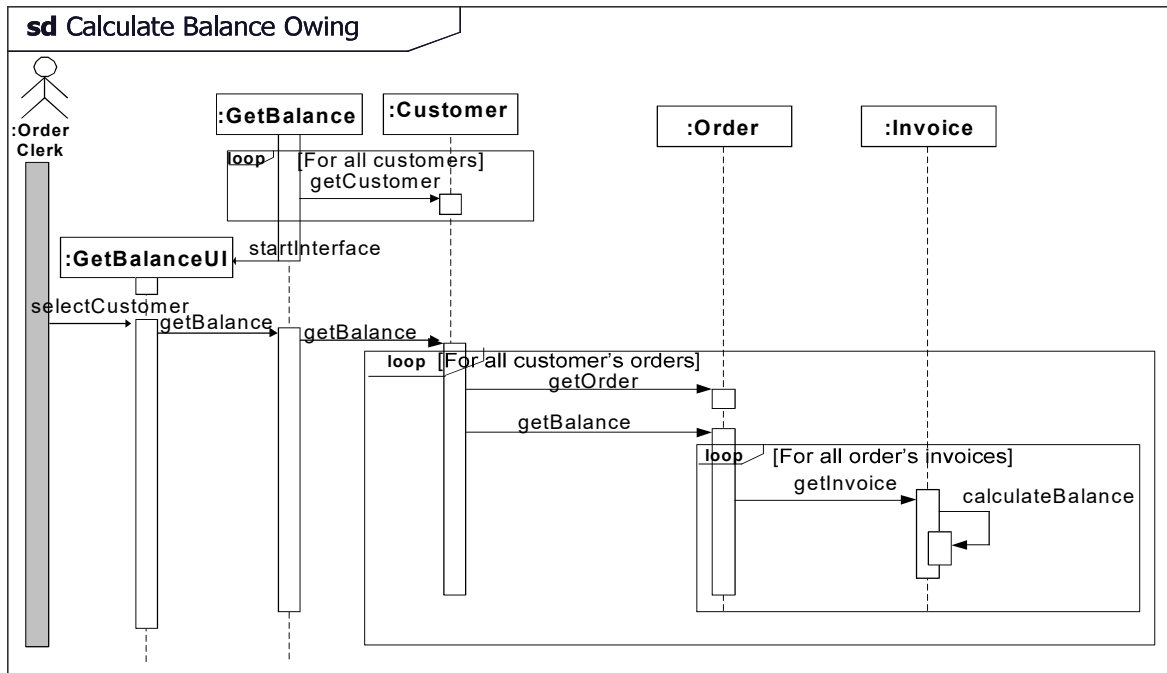 sd Calculate Balance Owing
:Order
Clerk
:GetBalance
:Customer
:Order
:Invoice
loop
[For all customers]
getCustomer
startInterface
:GetBalanceUI
selectCustomer
getBalance
getBalance
loop
[For all customer's orders]
getOrder
getBalance
loop
[For all order's invoices]
getInvoice
calculateBalance